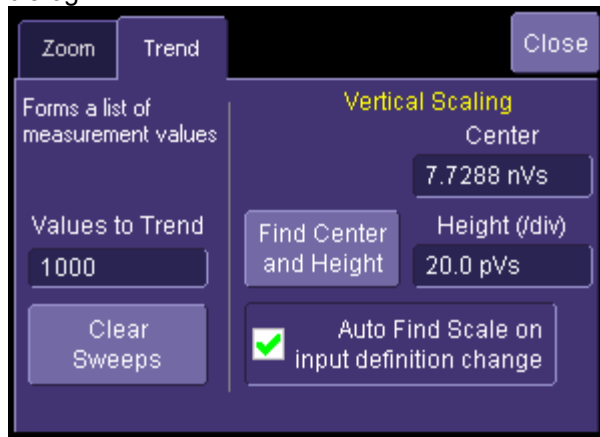 Zoom
Trend
Close
Forms a list of
measurement values
Vertical Scaling
Center
7.7288 nVs
Values to Trend
1000
Find Center
and Height
Height (/div)
20.0 pVs
Clear
Sweeps
Auto Find Scale on
input definition change